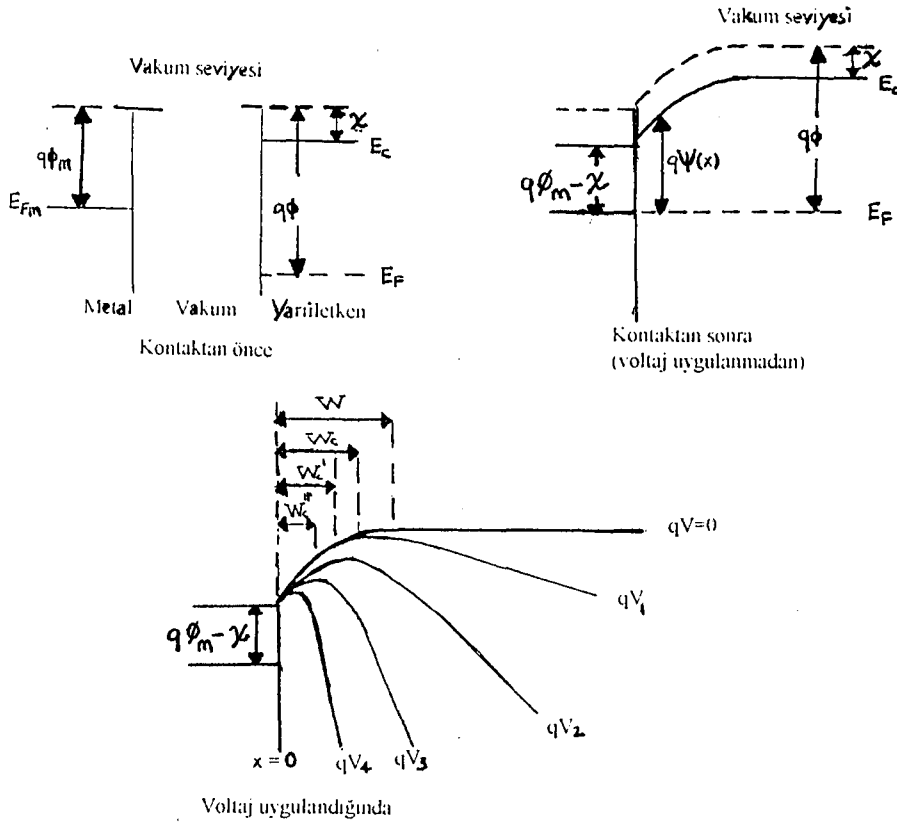 Vakum seviyesi
qφm
χ
Ec
EFm
qφ
EF
Metal Vakum Yarıiletken
Kontaktan önce
Vakum seviyesi
χ
Ec
qφ
qψ(x)
qφm-χ
EF
Kontaktan sonra
(voltaj uygulanmadan)
W
Wc
Wc'
Wc"
qV=0
qV1
qφm-χ
qV2
x = 0 qV4 qV3
Voltaj uygulandığında